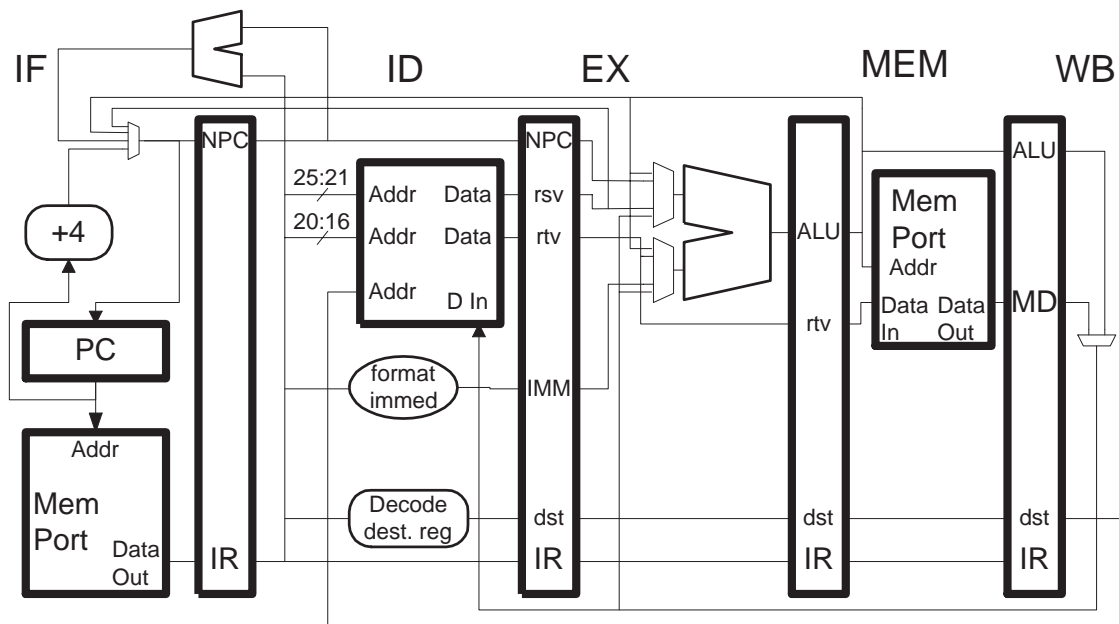 IF
ID
EX
MEM
WB
NPC
NPC
ALU
25:21
Addr
Data
rsv
20:16
Addr
Data
rtv
Addr
D In
+4
PC
ALU
rtv
Mem
Port
Addr
Data
In
Data
Out
MD
format
immed
IMM
Addr
Mem
Port
Data
Out
Decode
dest. reg
dst
dst
dst
IR
IR
IR
IR